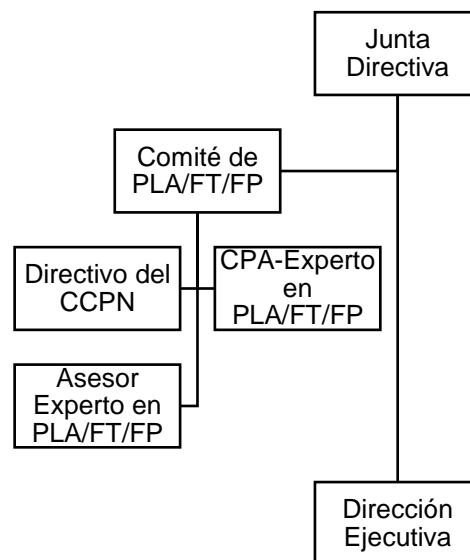 Junta
Directiva
Comité de
PLA/FT/FP
Directivo del
CCPN
CPA-Experto
en
PLA/FT/FP
Asesor
Experto en
PLA/FT/FP
Dirección
Ejecutiva